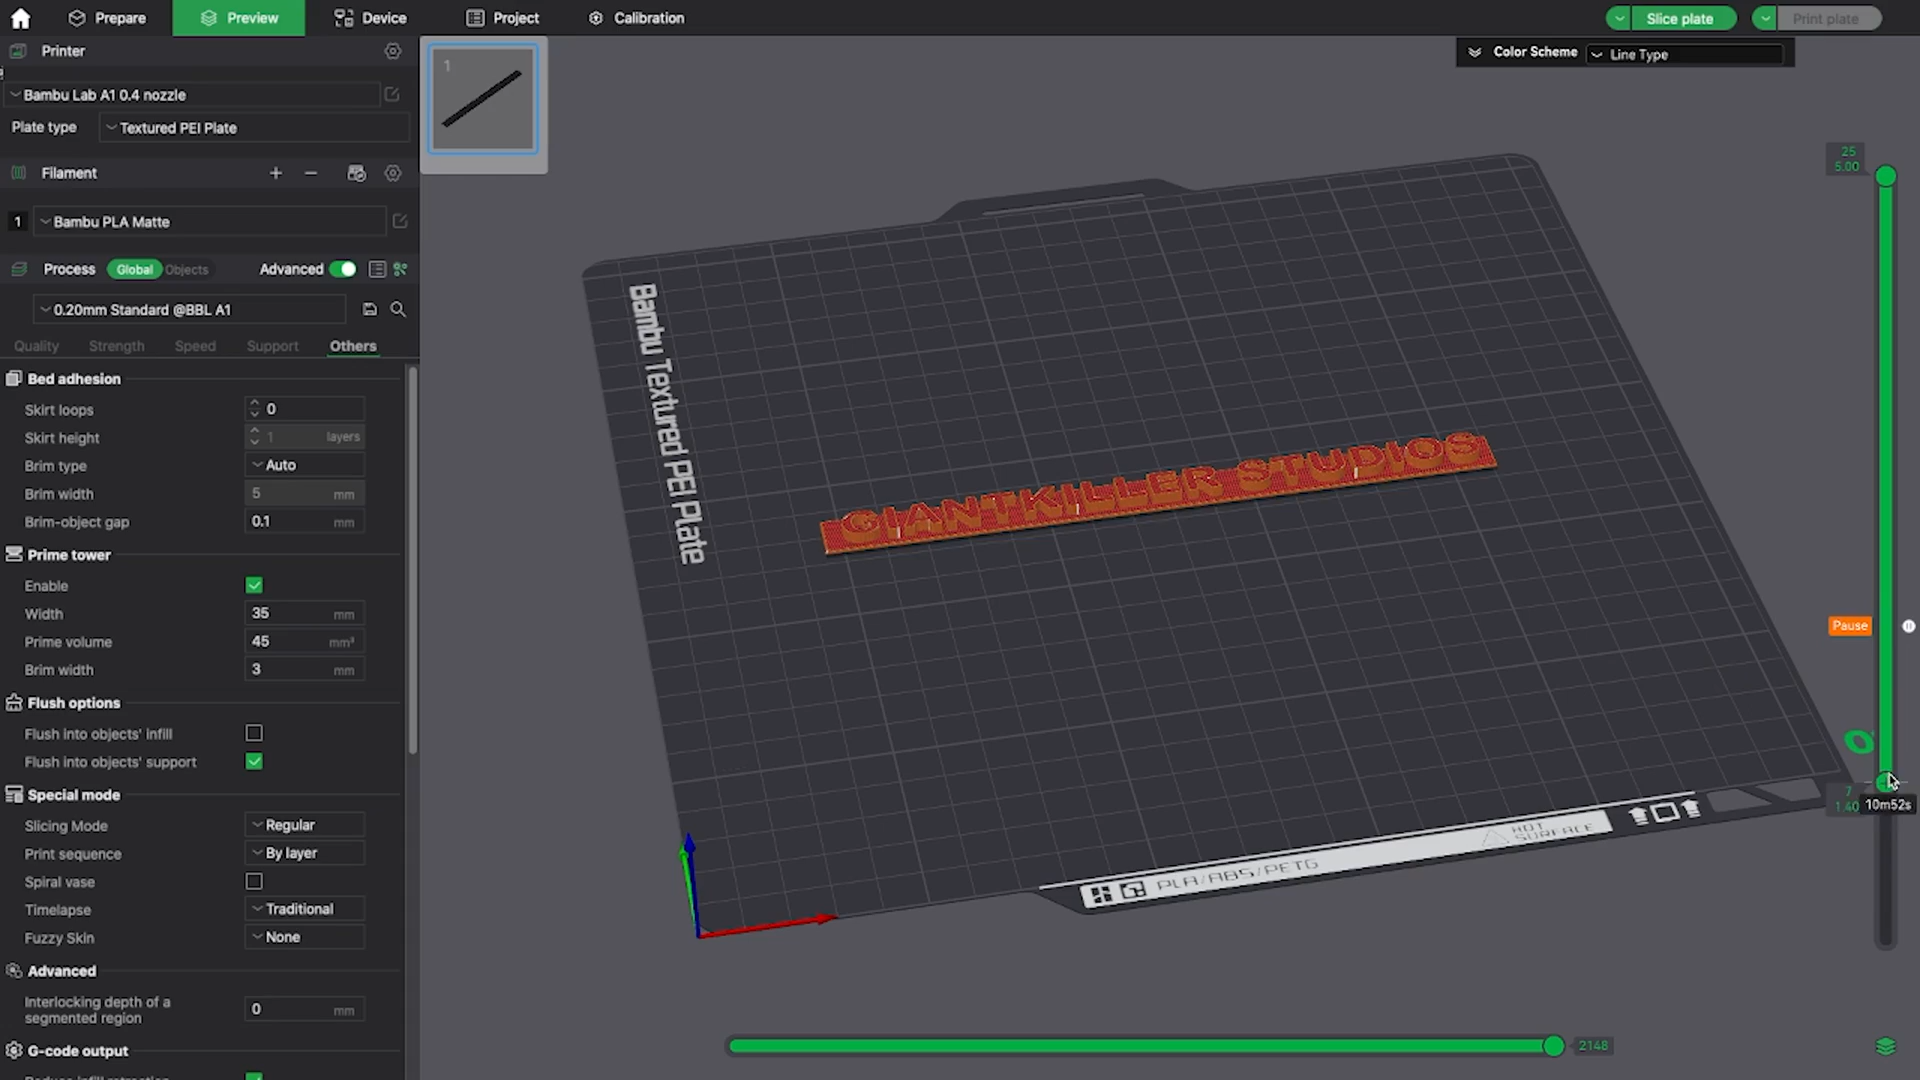 Prepare
Preview
Device
Project
Calibration
Slice plate
Print plate
Printer
Bambu Lab A1 0.4 nozzle
Plate type
Textured PEI Plate
Filament
1
Bambu PLA Matte
Process
Global
Objects
Advanced
0.20mm Standard @BBL A1
Quality
Strength
Speed
Support
Others
Bed adhesion
Skirt loops
0
Skirt height
1 layers
Brim type
Auto
Brim width
5 mm
Brim-object gap
0.1 mm
Prime tower
Enable
Width
35 mm
Prime volume
45 mm³
Brim width
3 mm
Flush options
Flush into objects' infill
Flush into objects' support
Special mode
Slicing Mode
Regular
Print sequence
By layer
Spiral vase
Timelapse
Traditional
Fuzzy Skin
None
Advanced
Interlocking depth of a
segmented region
0 mm
G-code output
1
Color Scheme
Line Type
Bambu Textured PEI Plate
GIANTKILLER STUDIOS
PLA/ABS/PETG
HOT
SURFACE
25
5.00
Pause
7
1.40
10m52s
2148